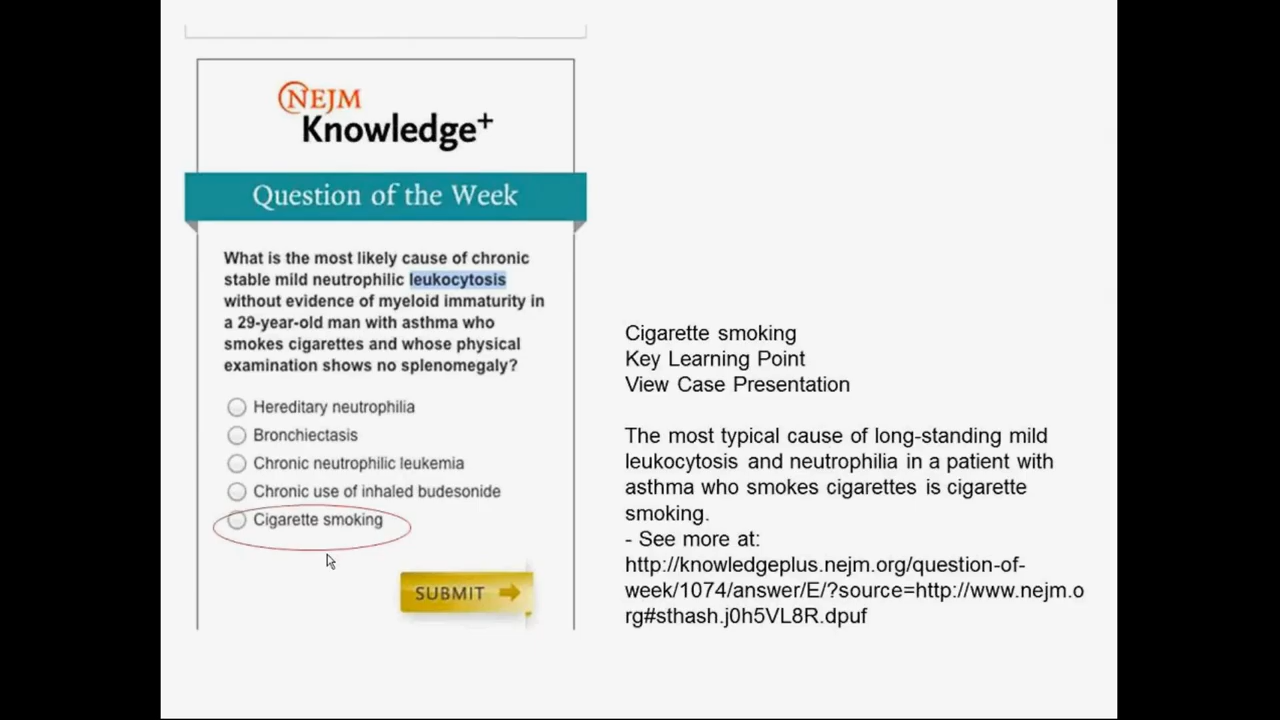 NEJM
Knowledge+
Question of the Week
What is the most likely cause of chronic
stable mild neutrophilic leukocytosis
without evidence of myeloid immaturity in
a 29-year-old man with asthma who
smokes cigarettes and whose physical
examination shows no splenomegaly?
Hereditary neutrophilia
Bronchiectasis
Chronic neutrophilic leukemia
Chronic use of inhaled budesonide
Cigarette smoking
SUBMIT
Cigarette smoking
Key Learning Point
View Case Presentation
The most typical cause of long-standing mild
leukocytosis and neutrophilia in a patient with
asthma who smokes cigarettes is cigarette
smoking.
- See more at:
http://knowledgeplus.nejm.org/question-of-
week/1074/answer/E/?source=http://www.nejm.o
rg#sthash.j0h5VL8R.dpuf